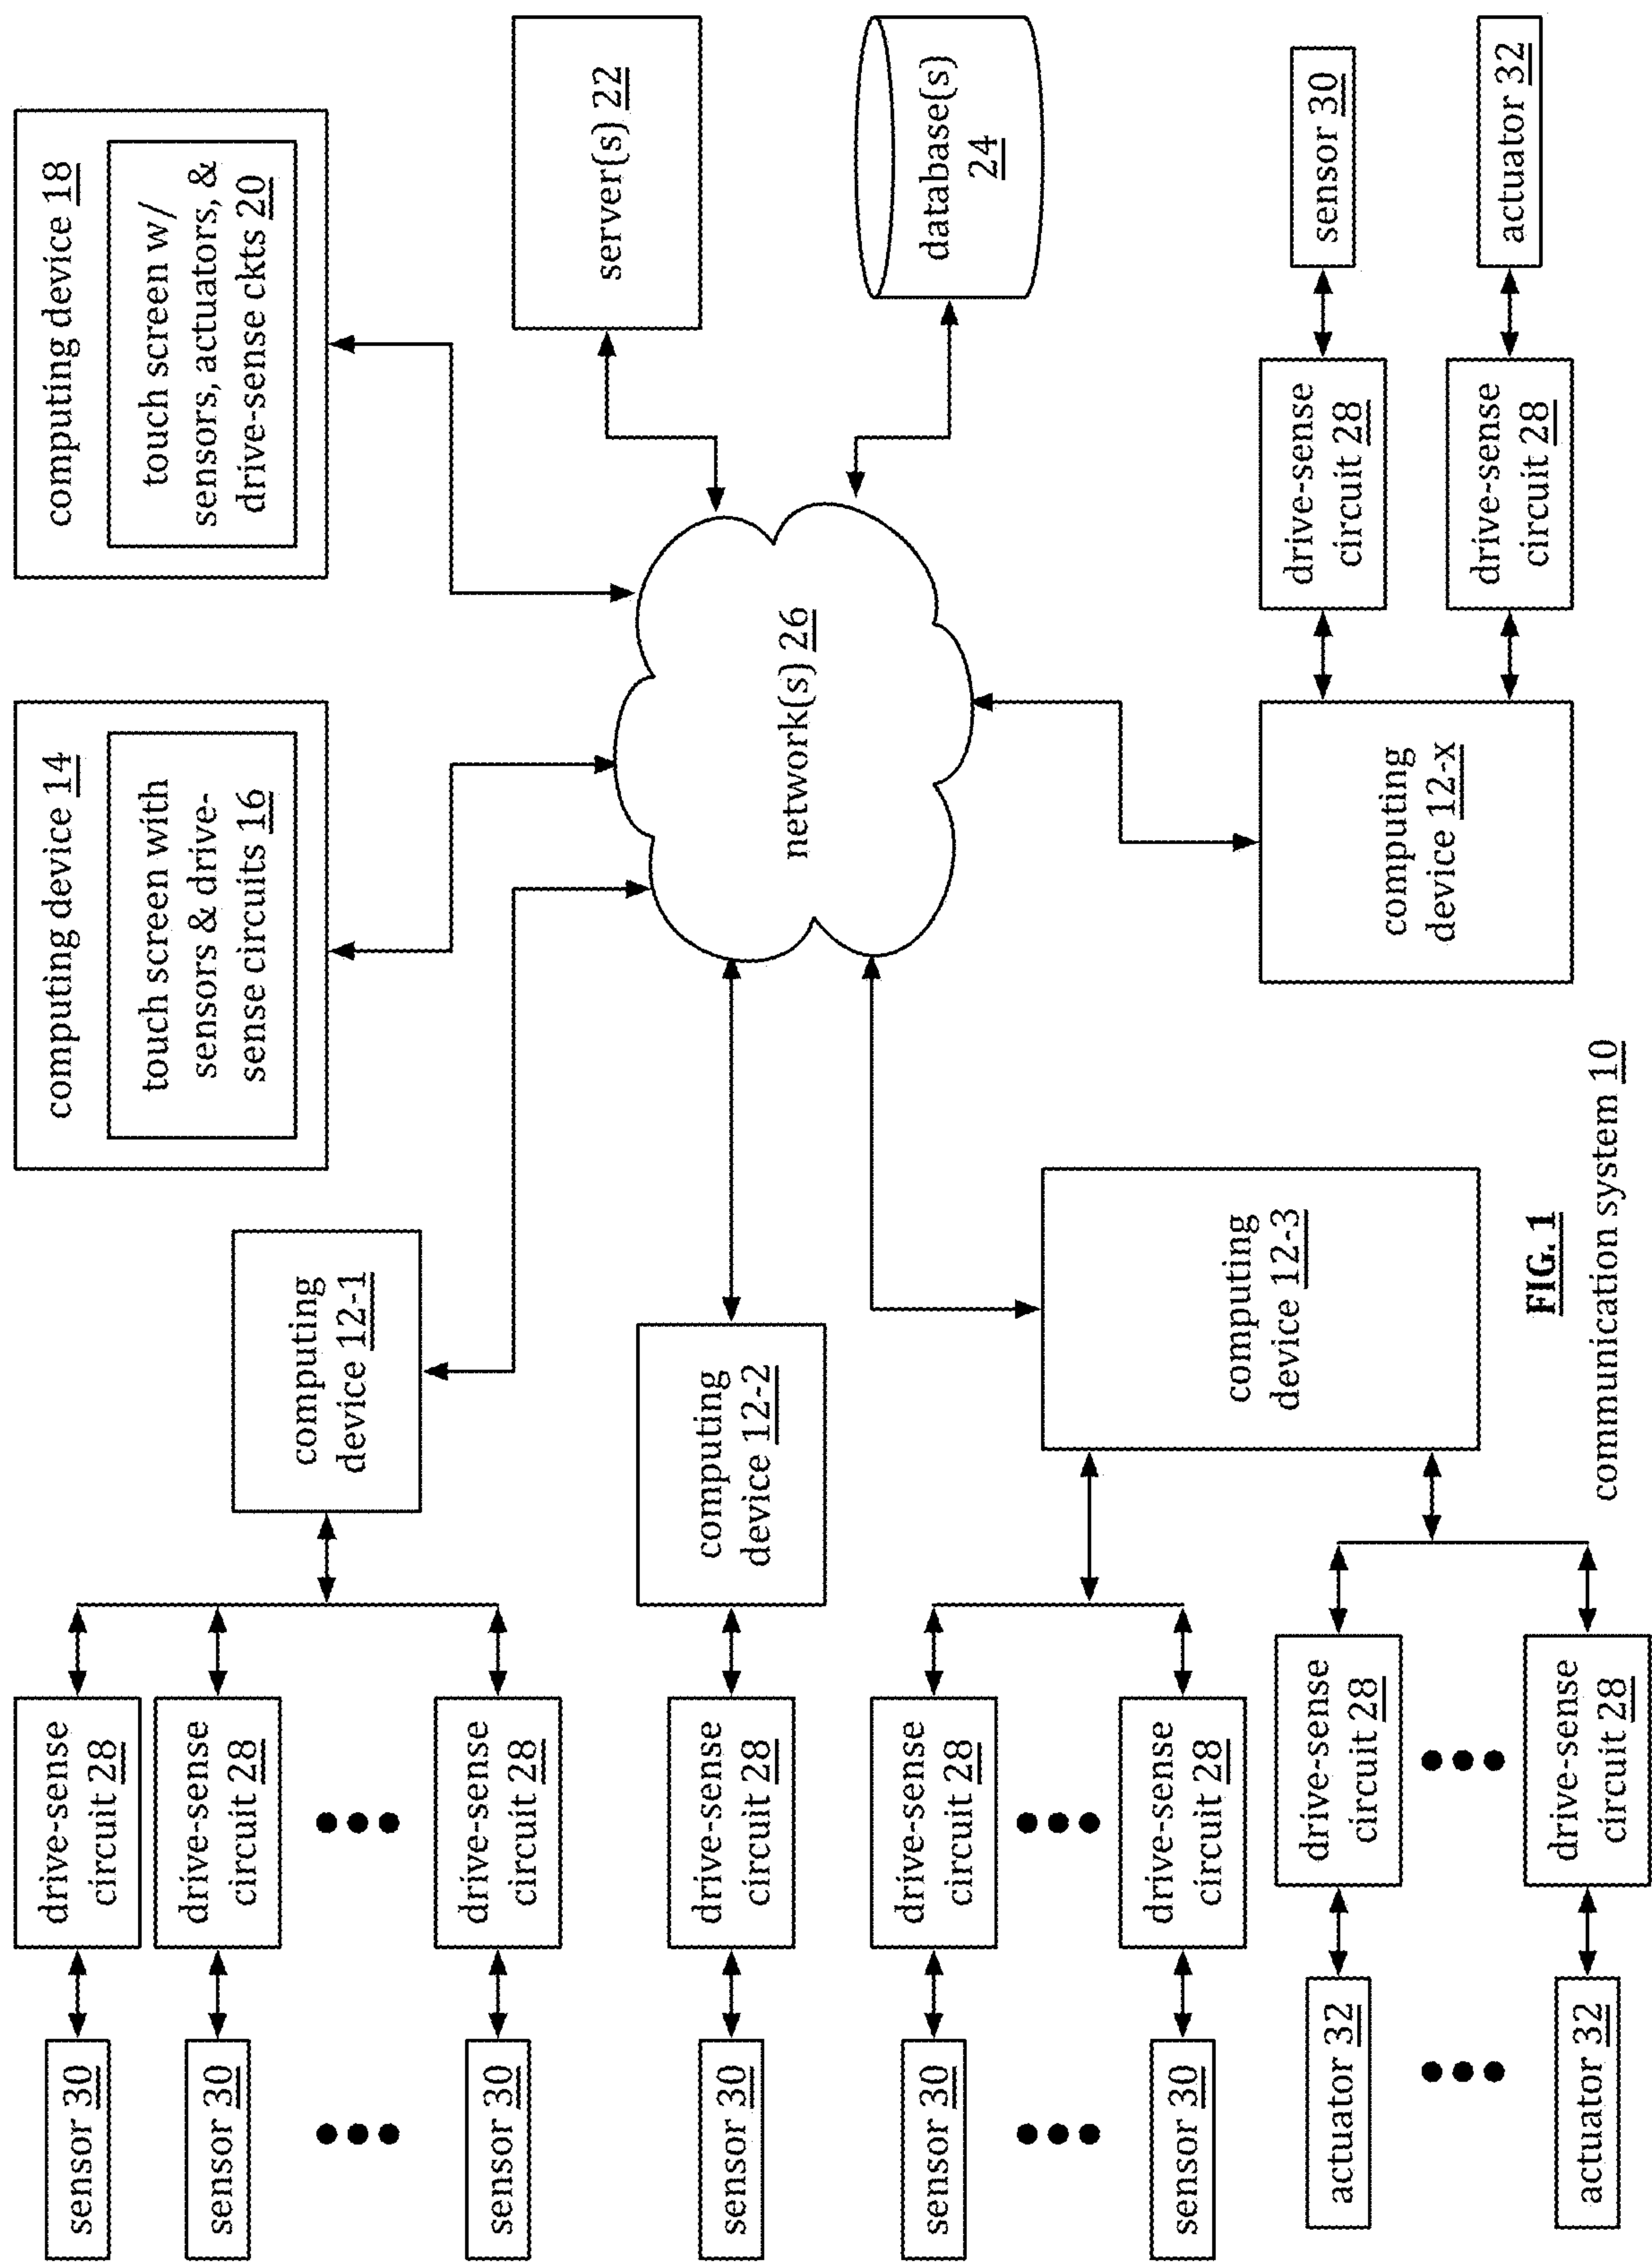 sensor 30
drive-sense
circuit 28
sensor 30
drive-sense
circuit 28
sensor 30
drive-sense
circuit 28
computing
device 12-1
computing device 14
touch screen with
sensors & drive-
sense circuits 16
computing device 18
touch screen w/
sensors, actuators, &
drive-sense ckts 20
server(s) 22
database(s)
24
network(s) 26
sensor 30
drive-sense
circuit 28
computing
device 12-2
sensor 30
drive-sense
circuit 28
sensor 30
drive-sense
circuit 28
computing
device 12-3
actuator 32
drive-sense
circuit 28
actuator 32
drive-sense
circuit 28
computing
device 12-x
drive-sense
circuit 28
sensor 30
drive-sense
circuit 28
actuator 32
FIG. 1
communication system 10